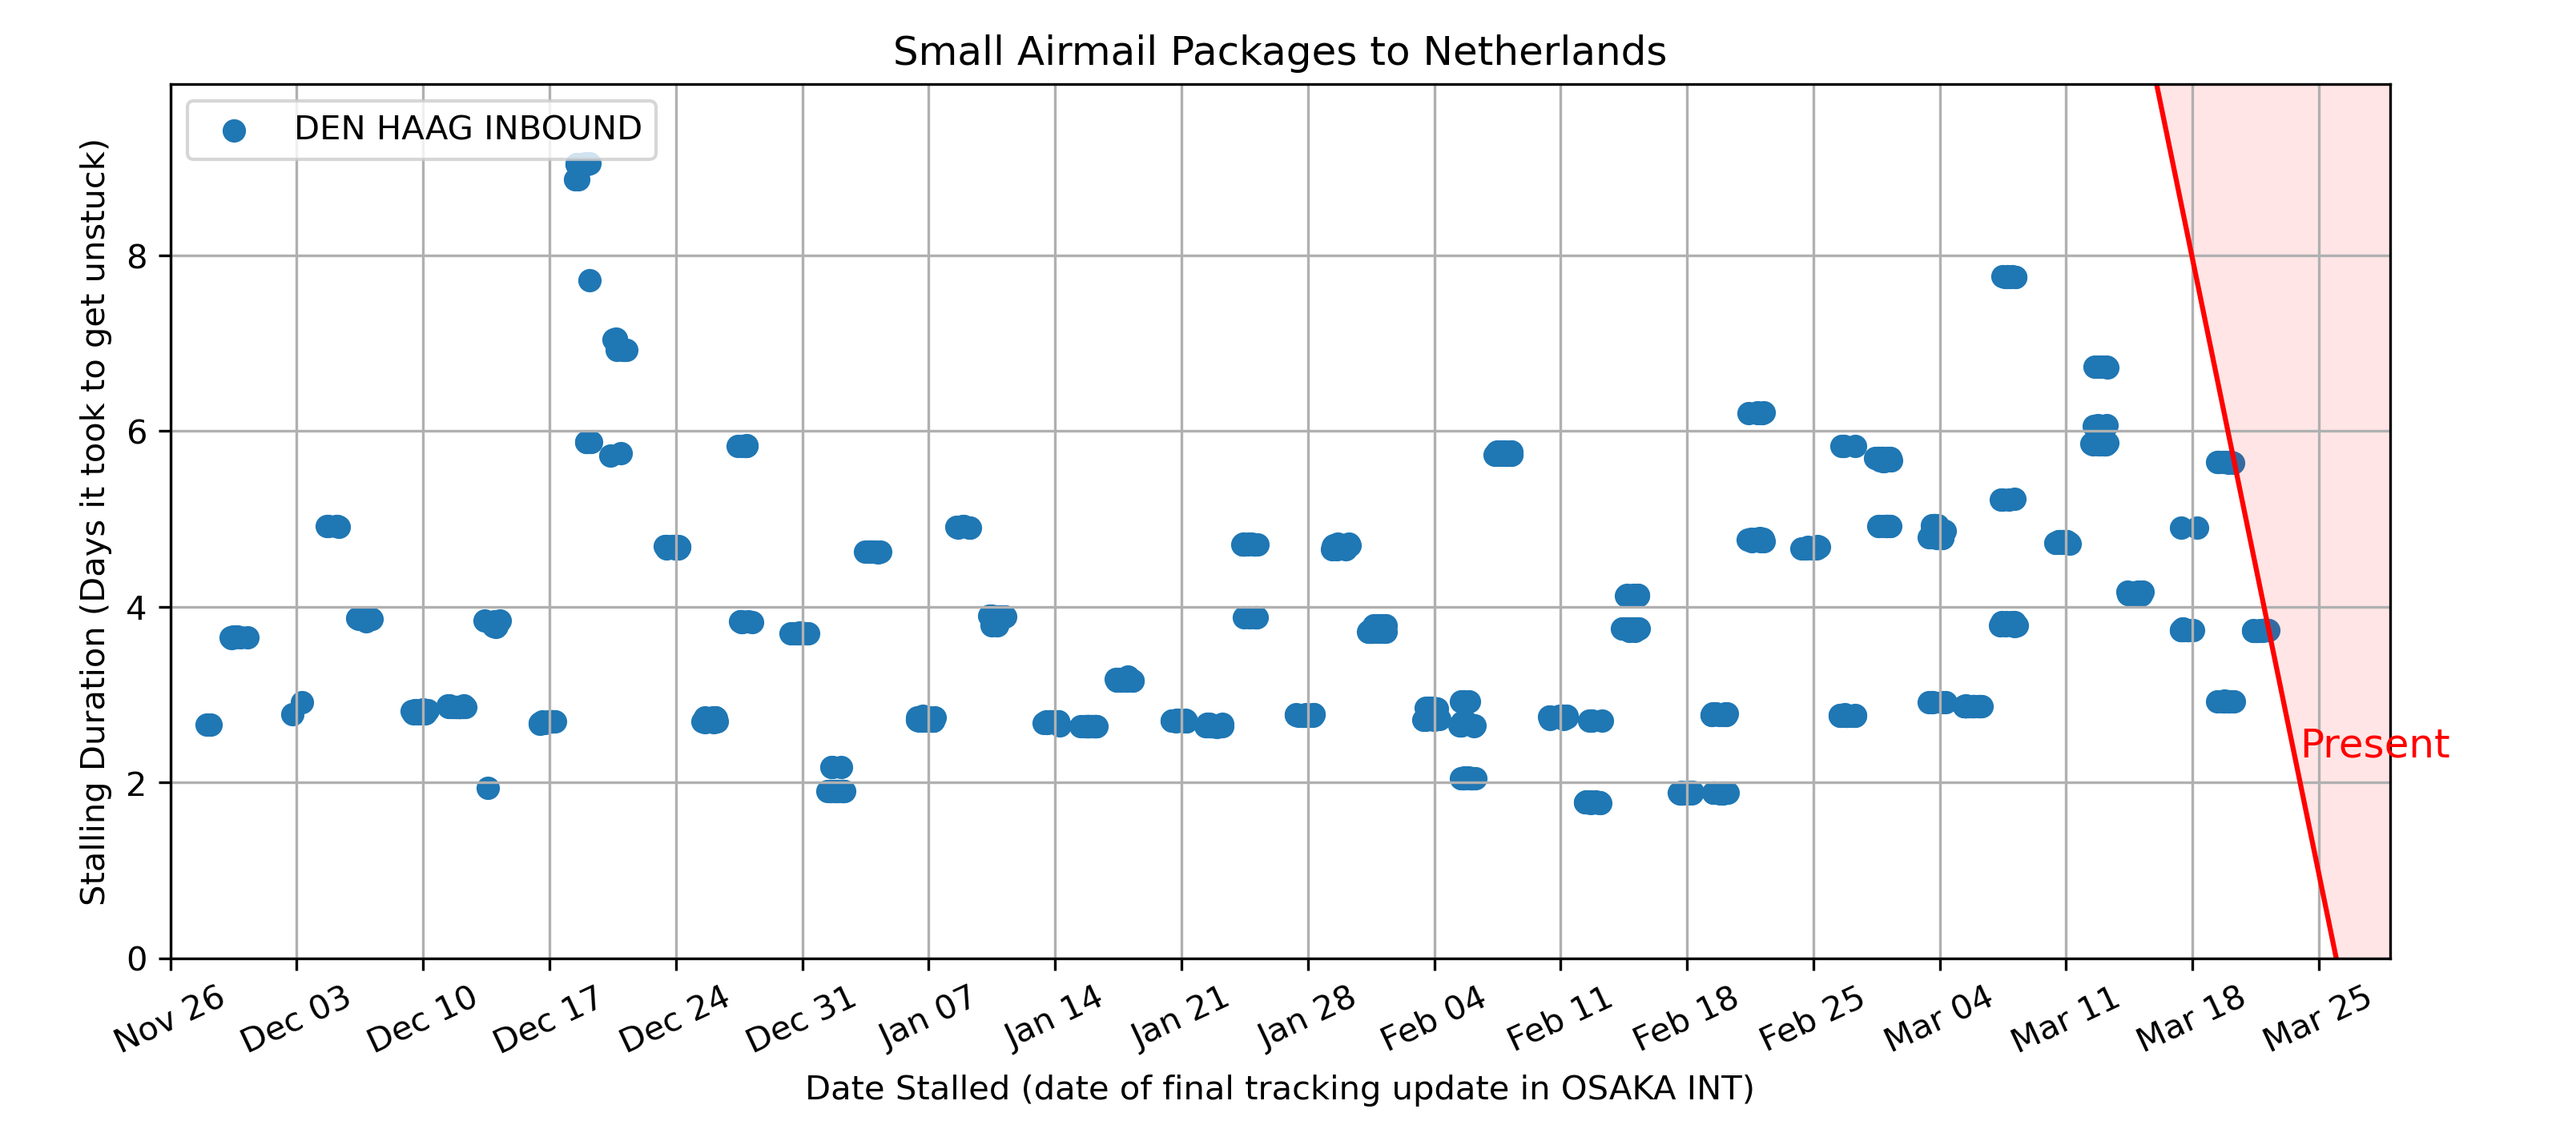 Small Airmail Packages to Netherlands
DEN HAAG INBOUND
Stalling Duration (Days it took to get unstuck)
8
6
4
2
0
Present
Nov 26
Dec 03
Dec 10
Dec 17
Dec 24
Dec 31
Jan 07
Jan 14
Jan 21
Jan 28
Feb 04
Feb 11
Feb 18
Feb 25
Mar 04
Mar 11
Mar 18
Mar 25
Date Stalled (date of final tracking update in OSAKA INT)